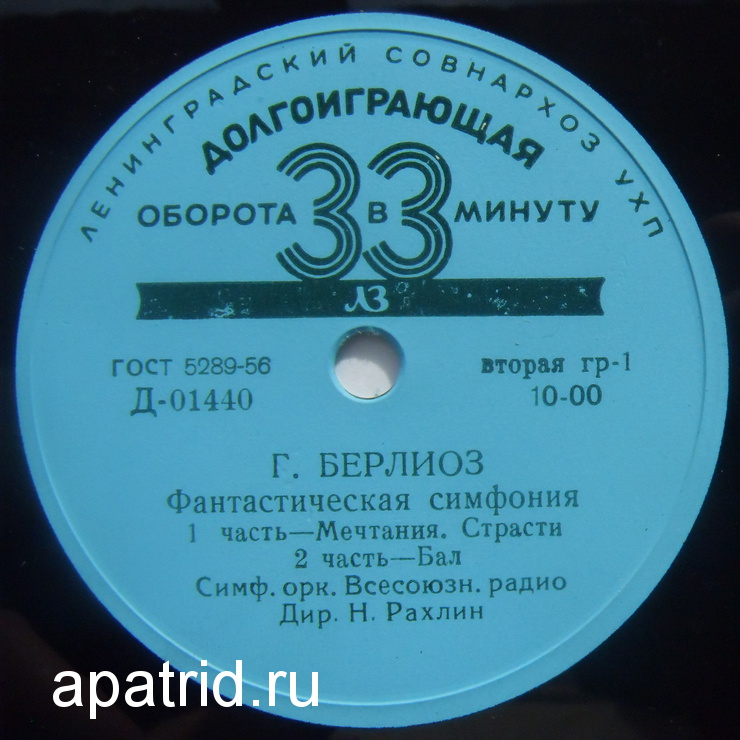 ЛЕНИНГРАДСКИЙ СОВНАРХОЗ УХП
ДОЛГОИГРАЮЩАЯ
ОБОРОТА 33 В МИНУТУ
ЛЗ
ГОСТ 5289-56
Д-01440
вторая гр-1
10-00
Г. БЕРЛИОЗ
Фантастическая симфония
1 часть—Мечтания. Страсти
2 часть—Бал
Симф. орк. Всесоюзн. радио
Дир. Н. Рахлин
apatrid.ru